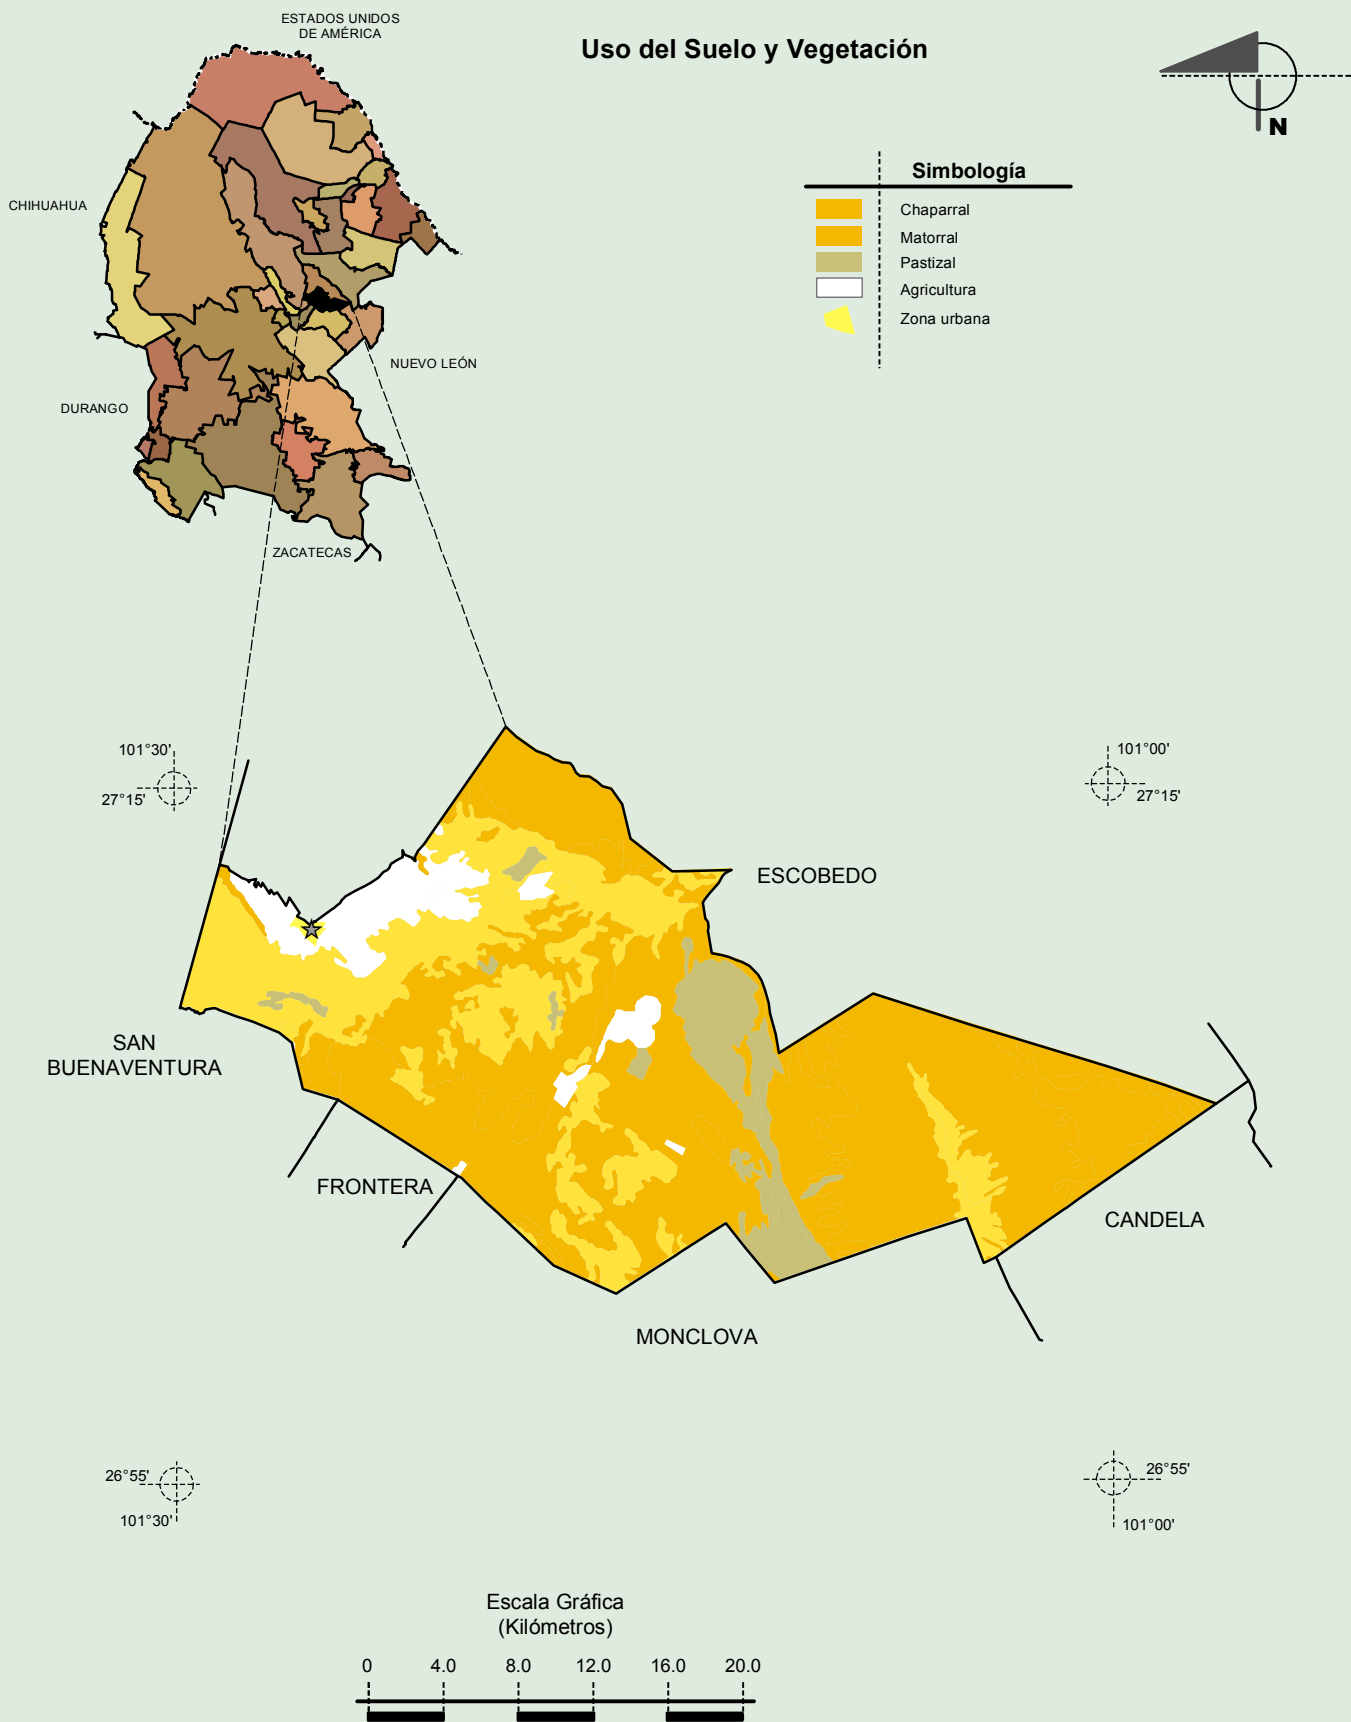 ESTADOS UNIDOS
DE AMÉRICA
Uso del Suelo y Vegetación
N
Simbología
Chaparral
Matorral
Pastizal
Agricultura
Zona urbana
CHIHUAHUA
NUEVO LEÓN
DURANGO
ZACATECAS
101°30'
27°15'
101°00'
27°15'
ESCOBEDO
SAN
BUENAVENTURA
FRONTERA
CANDELA
MONCLOVA
26°55'
101°30'
26°55'
101°00'
Escala Gráfica
(Kilómetros)
0 4.0 8.0 12.0 16.0 20.0